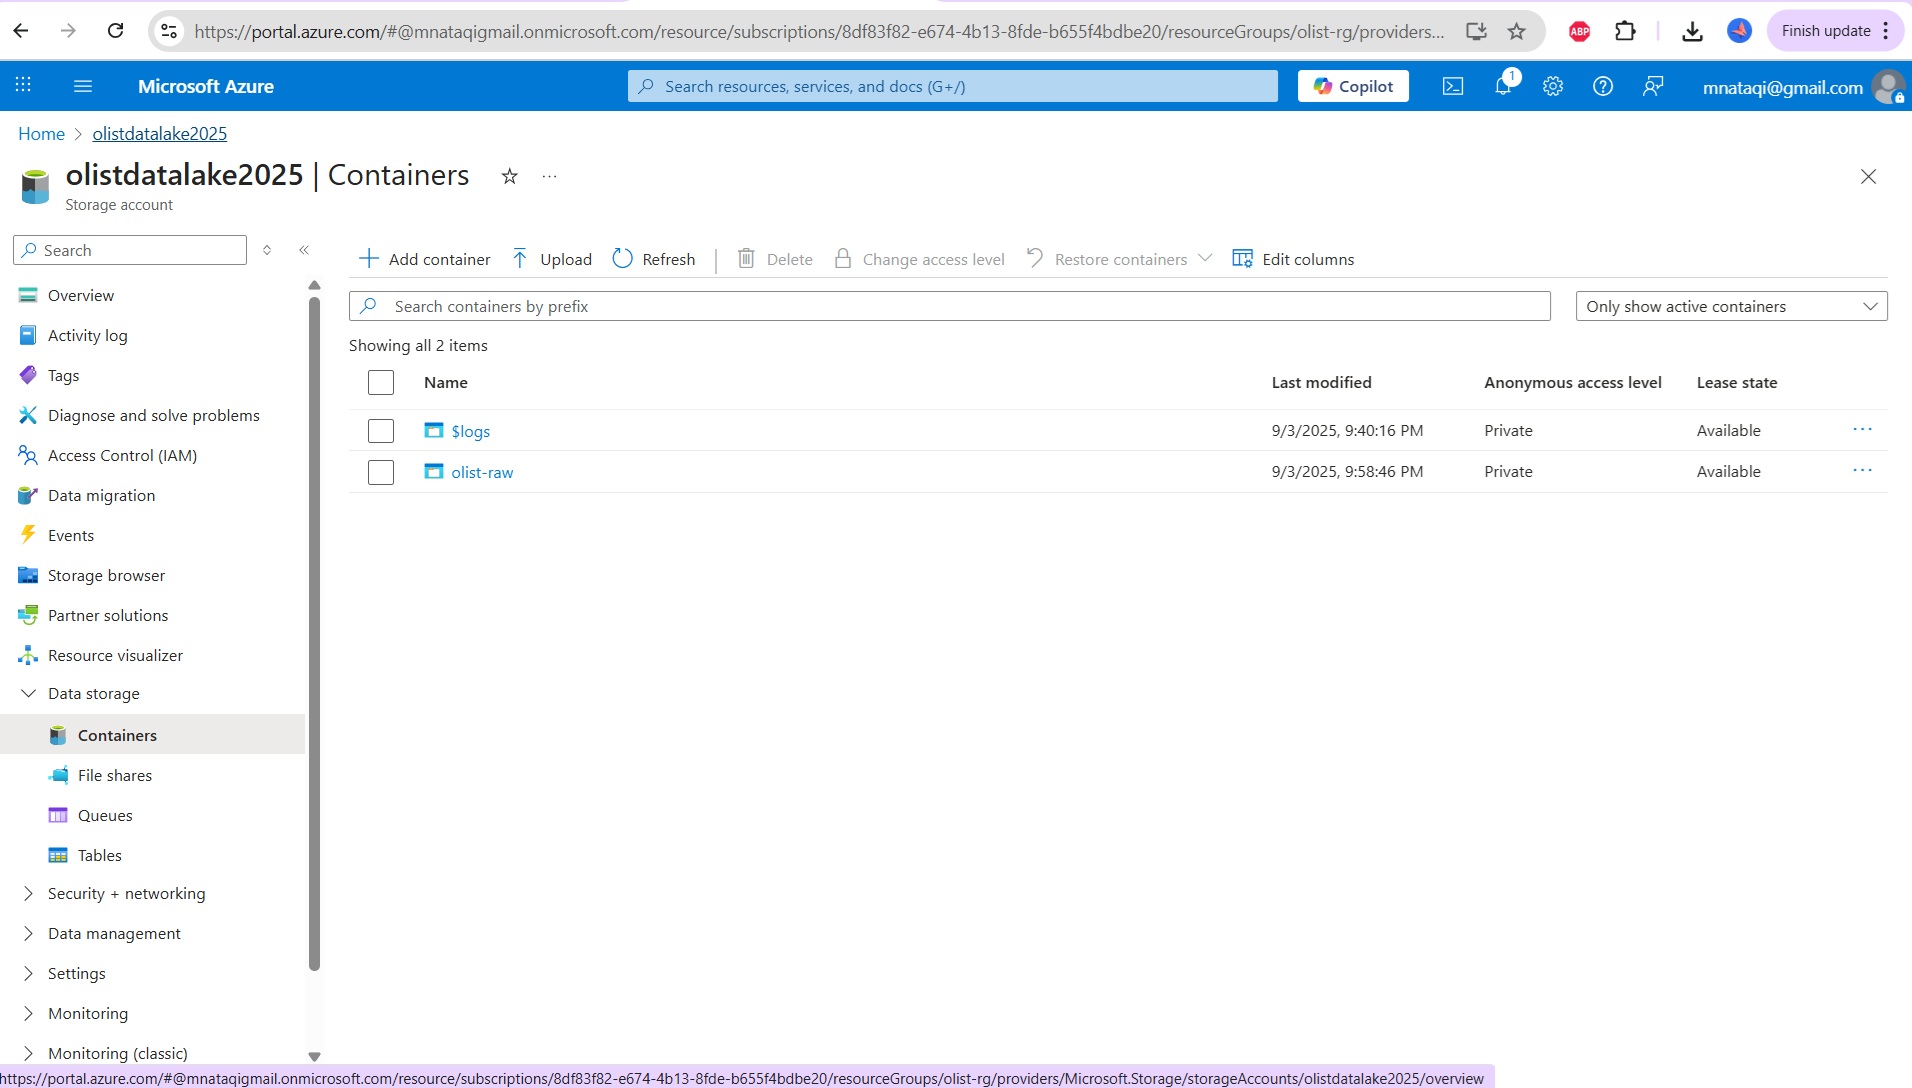 https://portal.azure.com/#@mnataqigmail.onmicrosoft.com/resource/subscriptions/8df83f82-e674-4b13-8fde-b655f4bdbe20/resourceGroups/olist-rg/providers...
ABP
Finish update
Microsoft Azure
Search resources, services, and docs (G+/)
Copilot
1
mnataqi@gmail.com
Home > olistdatalake2025
olistdatalake2025 | Containers
Storage account
Search
Add container
Upload
Refresh
Delete
Change access level
Restore containers
Edit columns
Search containers by prefix
Only show active containers
Showing all 2 items
Name Last modified Anonymous access level Lease state
$logs 9/3/2025, 9:40:16 PM Private Available
olist-raw 9/3/2025, 9:58:46 PM Private Available
Overview
Activity log
Tags
Diagnose and solve problems
Access Control (IAM)
Data migration
Events
Storage browser
Partner solutions
Resource visualizer
Data storage
Containers
File shares
Queues
Tables
Security + networking
Data management
Settings
Monitoring
Monitoring (classic)
https://portal.azure.com/#@mnataqigmail.onmicrosoft.com/resource/subscriptions/8df83f82-e674-4b13-8fde-b655f4bdbe20/resourceGroups/olist-rg/providers/Microsoft.Storage/storageAccounts/olistdatalake2025/overview